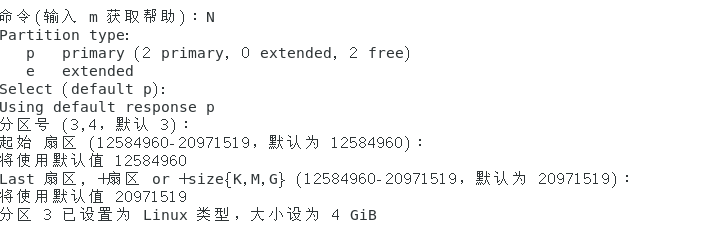 命令(输入 m 获取帮助)：N
Partition type:
   p   primary (2 primary, 0 extended, 2 free)
   e   extended
Select (default p):
Using default response p
分区号 (3,4，默认 3)：
起始 扇区 (12584960-20971519，默认为 12584960)：
将使用默认值 12584960
Last 扇区, +扇区 or +size{K,M,G} (12584960-20971519，默认为 20971519)：
将使用默认值 20971519
分区 3 已设置为 Linux 类型，大小设为 4 GiB